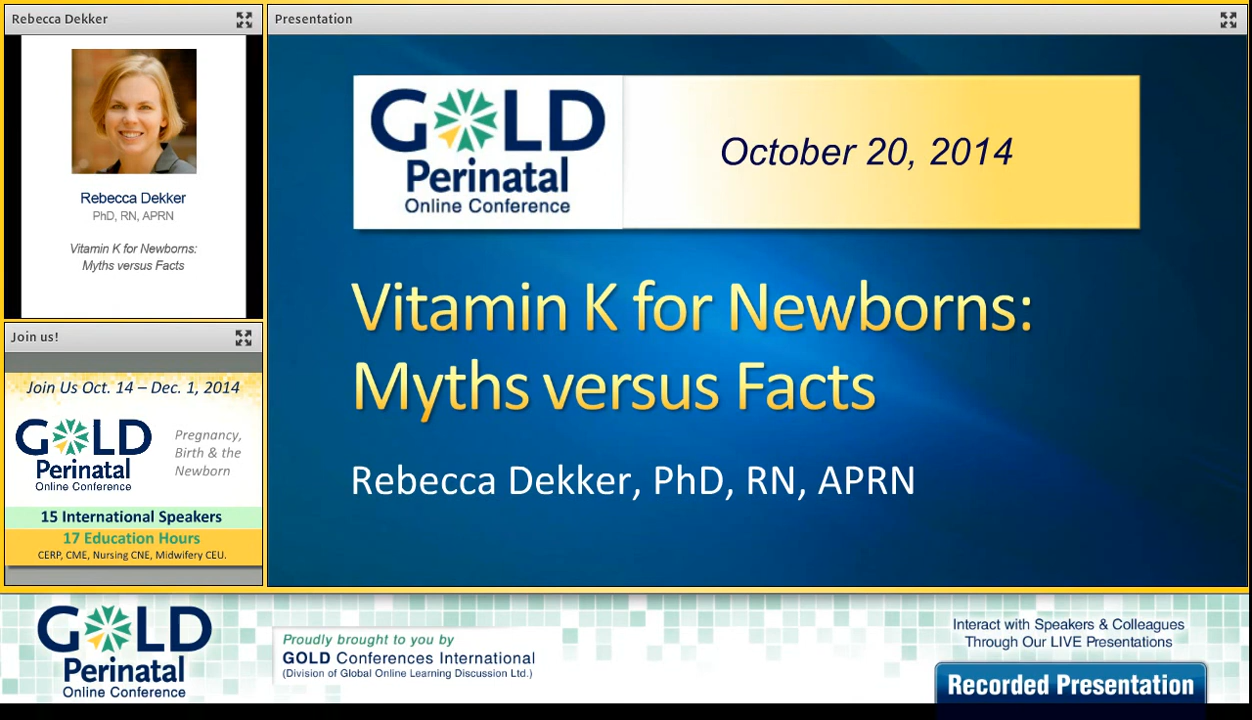 Rebecca Dekker
Rebecca Dekker
PhD, RN, APRN
Vitamin K for Newborns:
Myths versus Facts
Join us!
Join Us Oct. 14 – Dec. 1, 2014
GOLD
Perinatal
Online Conference
Pregnancy,
Birth & the
Newborn
15 International Speakers
17 Education Hours
CERP, CME, Nursing CNE, Midwifery CEU.
Presentation
GOLD
Perinatal
Online Conference
October 20, 2014
Vitamin K for Newborns:
Myths versus Facts
Rebecca Dekker, PhD, RN, APRN
GOLD
Perinatal
Online Conference
Proudly brought to you by
GOLD Conferences International
(Division of Global Online Learning Discussion Ltd.)
Interact with Speakers & Colleagues
Through Our LIVE Presentations
Recorded Presentation